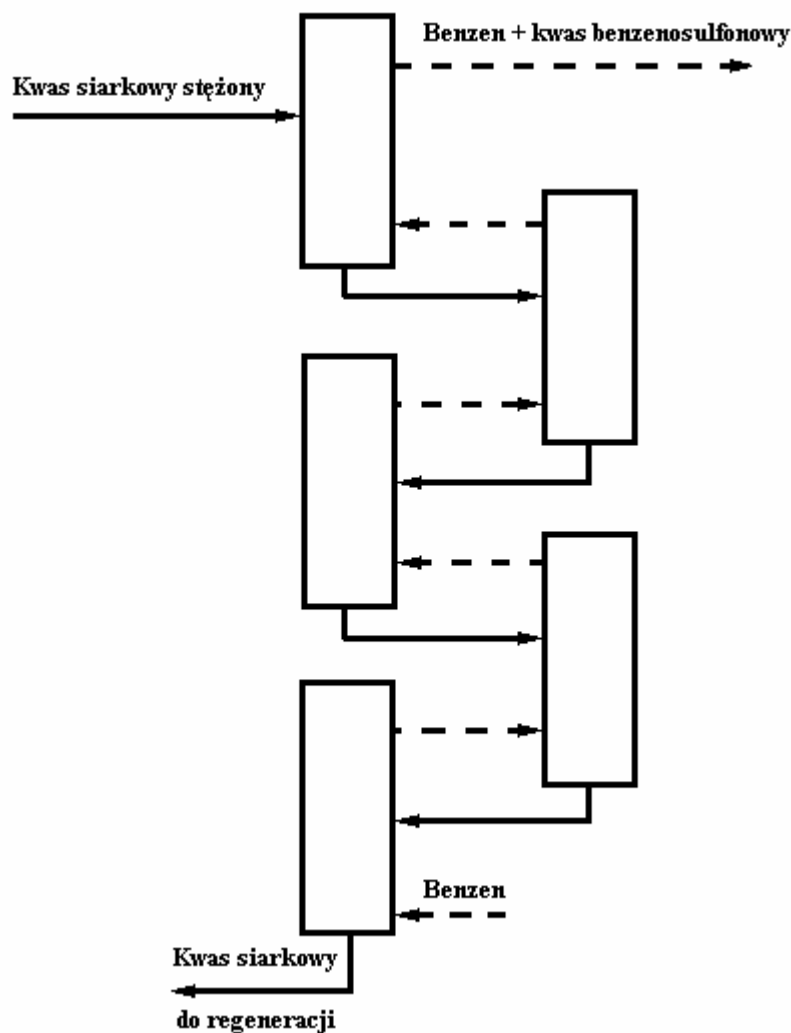 Benzen + kwas benzenosulfonowy
Kwas siarkowy stężony
Benzen
Kwas siarkowy
do regeneracji